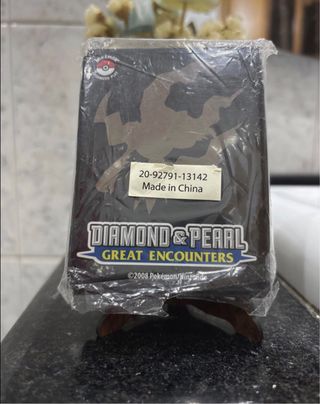 20-92791-13142
Made in China
DIAMOND & PEARL
GREAT ENCOUNTERS
©2008 Pokémon/Nintendo